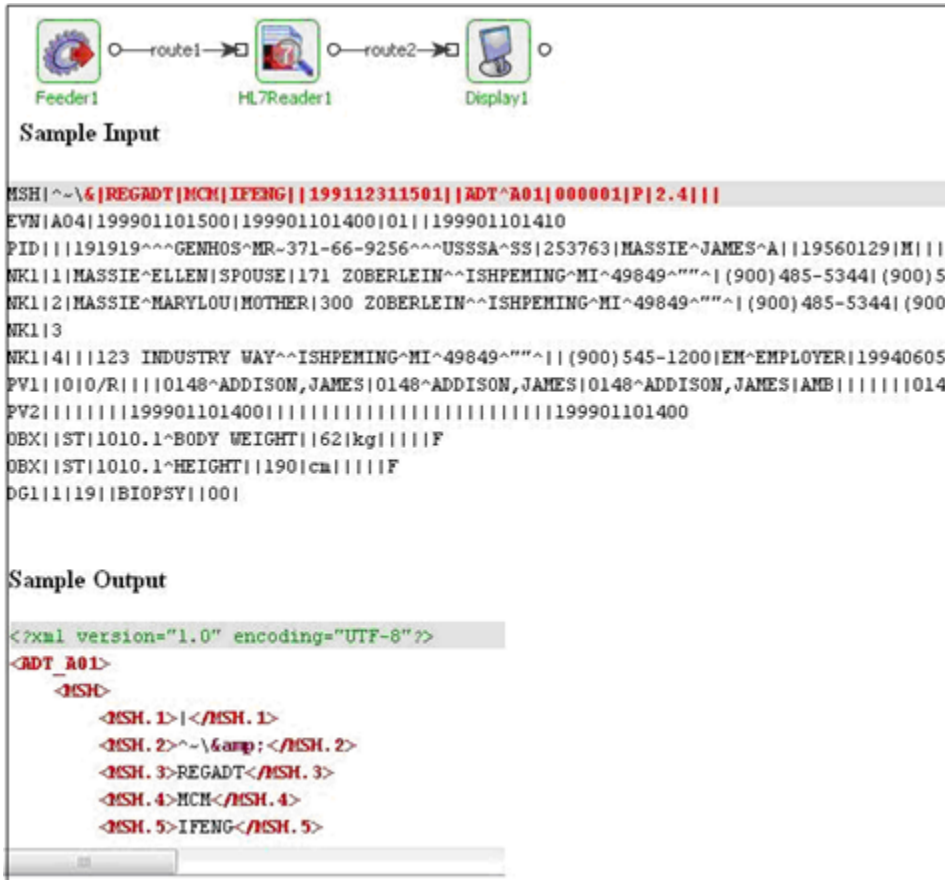 route1 route2
Feeder1 HL7Reader1 Display1
Sample Input
MSH|^~\&|REGADT|MCM|IFENG||199112311501||ADT^A01|000001|P|2.4|||
EVN|A04|199901101500|199901101400|01||199901101410
PID|||191919^^^GENHOS^MR~371-66-9256^^^USSSA^SS|253763|MASSIE^JAMES^A||19560129|M|||
NK1|1|MASSIE^ELLEN|SPOUSE|171 ZOBERLEIN^^ISHPEMING^MI^49849^""^|(900)485-5344|(900)5
NK1|2|MASSIE^MARYLOU|MOTHER|300 ZOBERLEIN^^ISHPEMING^MI^49849^""^|(900)485-5344|(900
NK1|3
NK1|4|||123 INDUSTRY WAY^^ISHPEMING^MI^49849^""^||(900)545-1200|EM^EMPLOYER|19940605
PV1||0|0/R||||0148^ADDISON,JAMES|0148^ADDISON,JAMES|0148^ADDISON,JAMES|AMB|||||||014
PV2||||||||199901101400||||||||||||||||||||||||||199901101400
OBX||ST|1010.1^BODY WEIGHT||62|kg|||||F
OBX||ST|1010.1^HEIGHT||190|cm|||||F
DG1|1|19||BIOPSY||00|
Sample Output
<?xml version="1.0" encoding="UTF-8"?>
<ADT_A01>
<MSH>
<MSH.1>|</MSH.1>
<MSH.2>^~\&amp;</MSH.2>
<MSH.3>REGADT</MSH.3>
<MSH.4>MCM</MSH.4>
<MSH.5>IFENG</MSH.5>